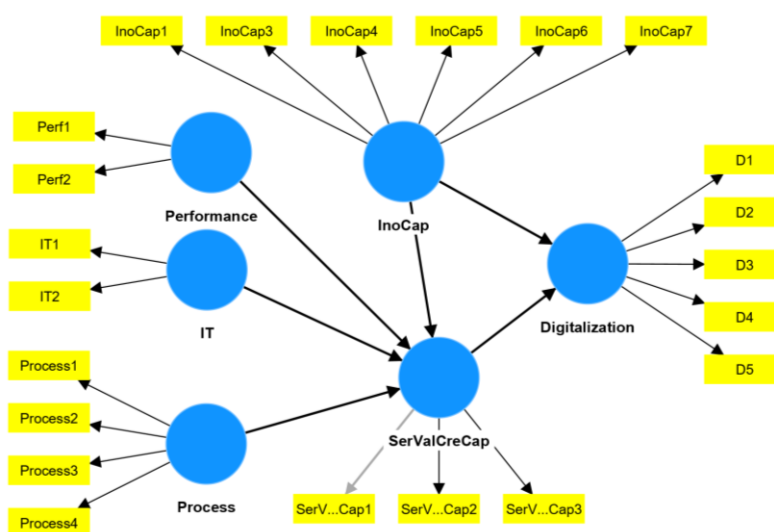 InoCap1
InoCap3
InoCap4
InoCap5
InoCap6
InoCap7
Perf1
Perf2
Performance
InoCap
D1
D2
D3
D4
D5
IT1
IT2
IT
Digitalization
Process1
Process2
Process3
Process4
Process
SerValCreCap
SerV...Cap1
SerV...Cap2
SerV...Cap3